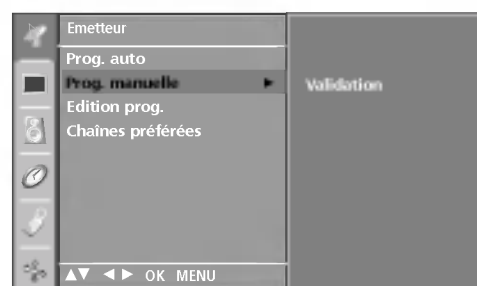 Emetteur
Prog. auto
Prog. manuelle ►
Validation
Edition prog.
Chaînes préférées
▲▼ ◄ ► OK MENU